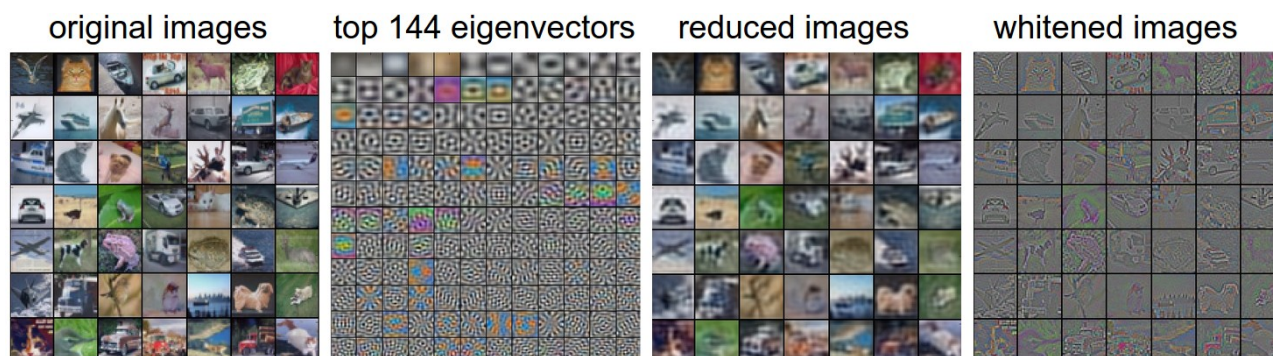 original images
top 144 eigenvectors
reduced images
whitened images